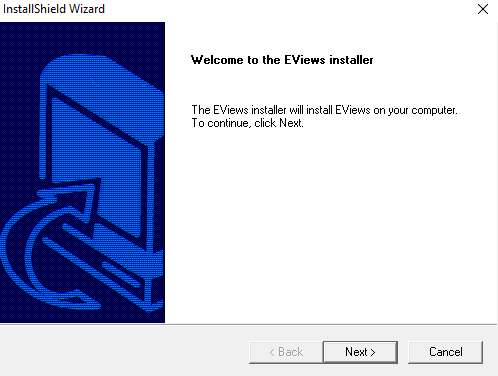 InstallShield Wizard
Welcome to the EViews installer
The EViews installer will install EViews on your computer.
To continue, click Next.
< Back
Next >
Cancel